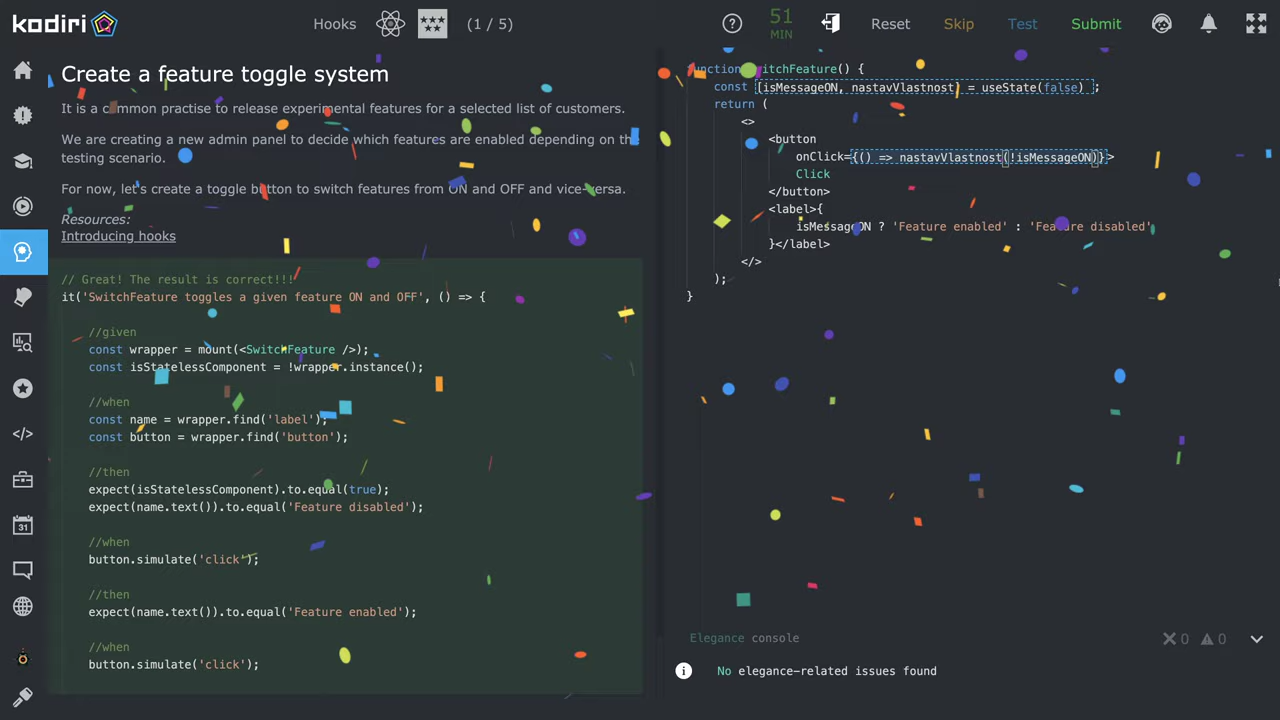 kodiri
Hooks
(1 / 5)
51
MIN
Reset
Skip
Test
Submit
Create a feature toggle system
It is a common practise to release experimental features for a selected list of customers.
We are creating a new admin panel to decide which features are enabled depending on the
testing scenario.
For now, let's create a toggle button to switch features from ON and OFF and vice-versa.
Resources:
Introducing hooks
// Great! The result is correct!!!
it('SwitchFeature toggles a given feature ON and OFF', () => {
//given
const wrapper = mount(<SwitchFeature />);
const isStatelessComponent = !wrapper.instance();
//when
const name = wrapper.find('label');
const button = wrapper.find('button');
//then
expect(isStatelessComponent).to.equal(true);
expect(name.text()).to.equal('Feature disabled');
//when
button.simulate('click');
//then
expect(name.text()).to.equal('Feature enabled');
//when
button.simulate('click');
31
function SwitchFeature() {
const [isMessageON, nastavVlastnost] = useState(false) ;
return (
<>
<button
onClick={() => nastavVlastnost(!isMessageON)}>
Click
</button>
<label>{
isMessageON ? 'Feature enabled' : 'Feature disabled'
}</label>
</>
);
}
Elegance console
0
0
No elegance-related issues found